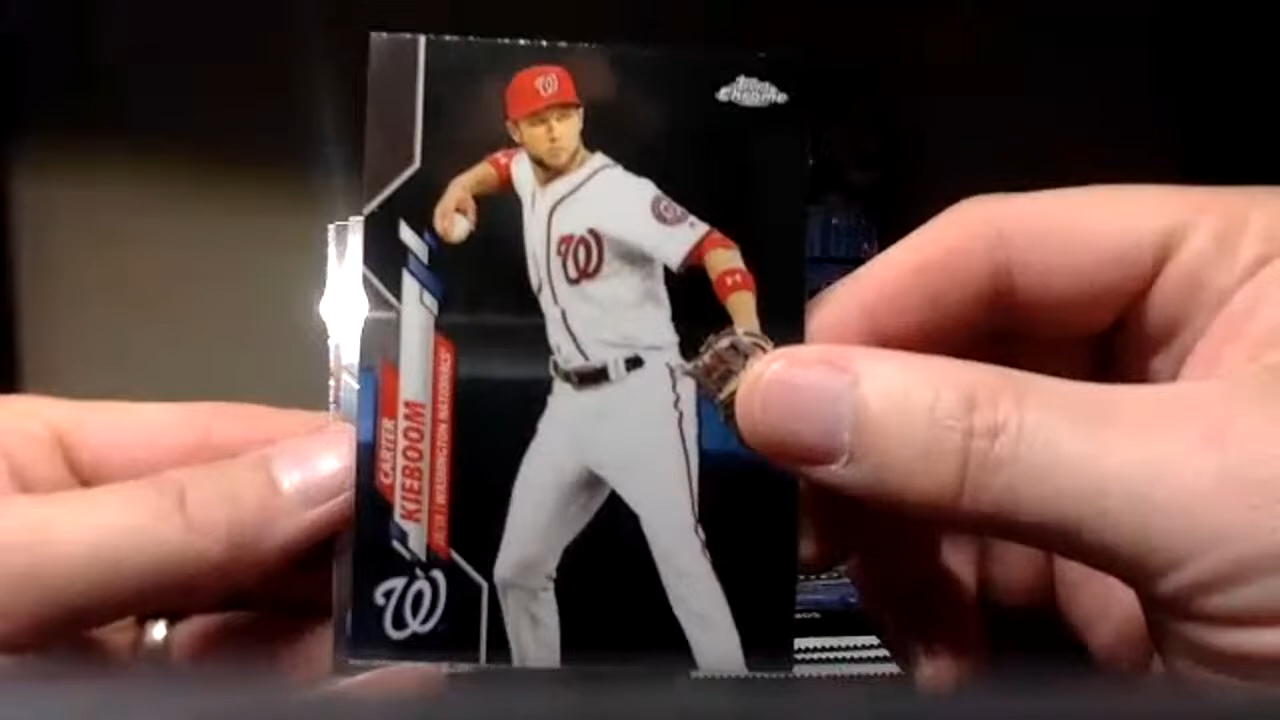 topps
Chrome
W
W
CARTER
KIEBOOM
WASHINGTON NATIONALS
W